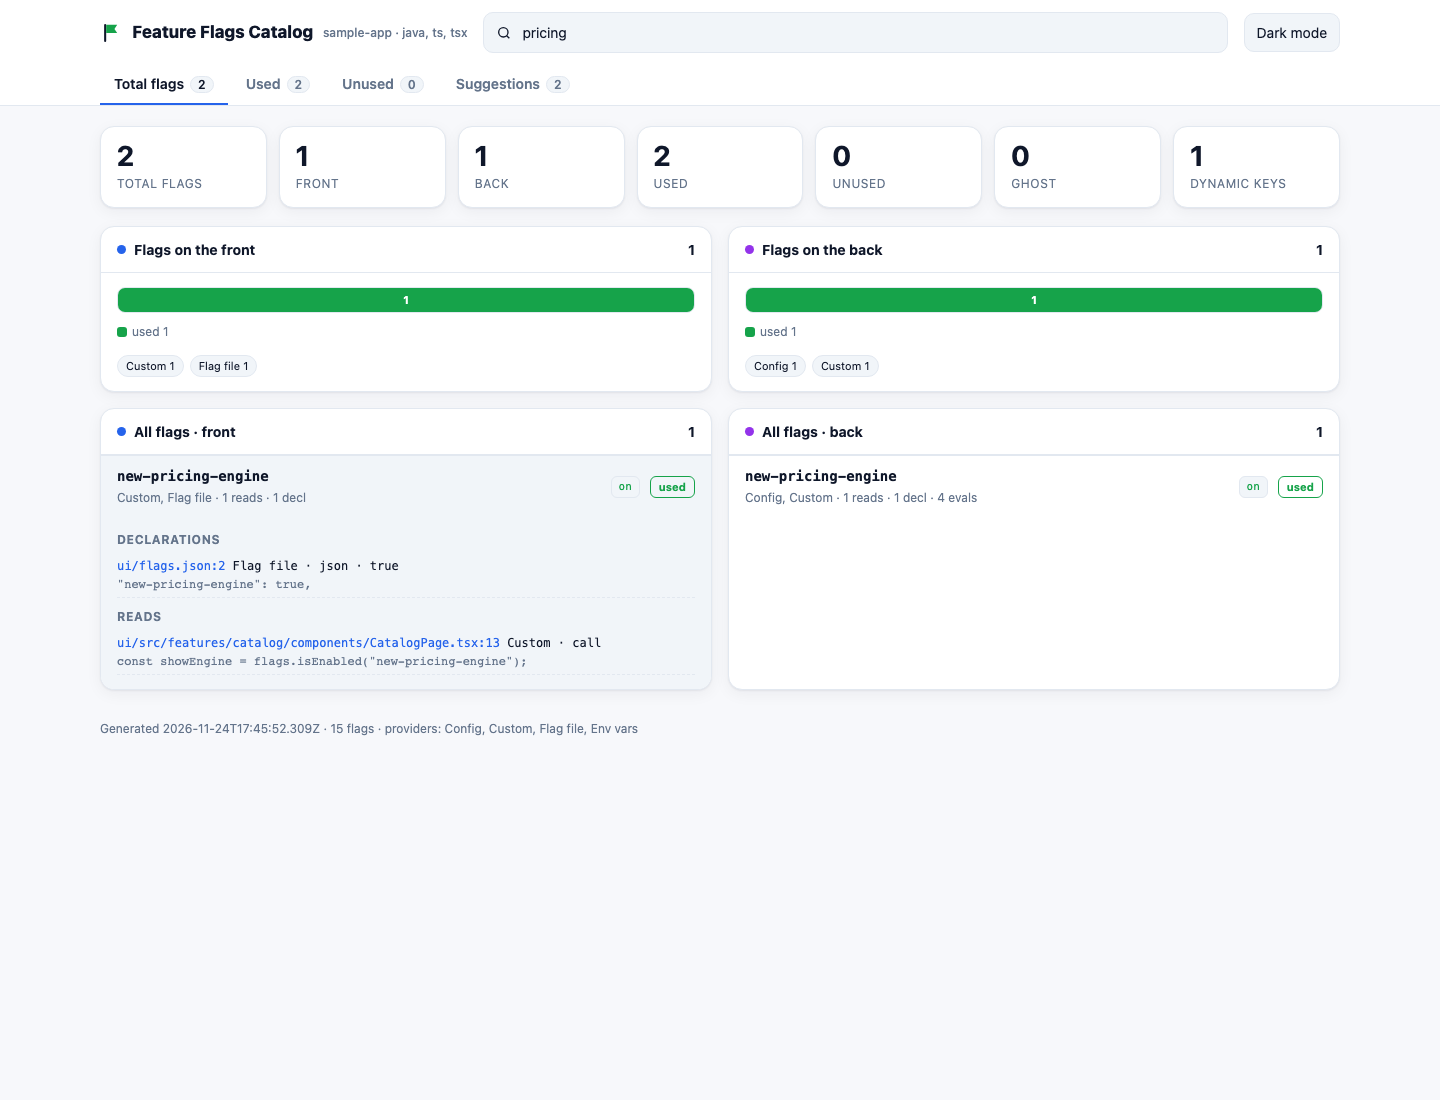 Feature Flags Catalog sample-app · java, ts, tsx
pricing
Dark mode
Total flags 2
Used 2
Unused 0
Suggestions 2
2
TOTAL FLAGS
1
FRONT
1
BACK
2
USED
0
UNUSED
0
GHOST
1
DYNAMIC KEYS
Flags on the front 1
1
used 1
Custom 1 Flag file 1
Flags on the back 1
1
used 1
Config 1 Custom 1
All flags · front 1
new-pricing-engine
Custom, Flag file · 1 reads · 1 decl
on used
DECLARATIONS
ui/flags.json:2 Flag file · json · true
"new-pricing-engine": true,
READS
ui/src/features/catalog/components/CatalogPage.tsx:13 Custom · call
const showEngine = flags.isEnabled("new-pricing-engine");
All flags · back 1
new-pricing-engine
Config, Custom · 1 reads · 1 decl · 4 evals
on used
Generated 2026-11-24T17:45:52.309Z · 15 flags · providers: Config, Custom, Flag file, Env vars